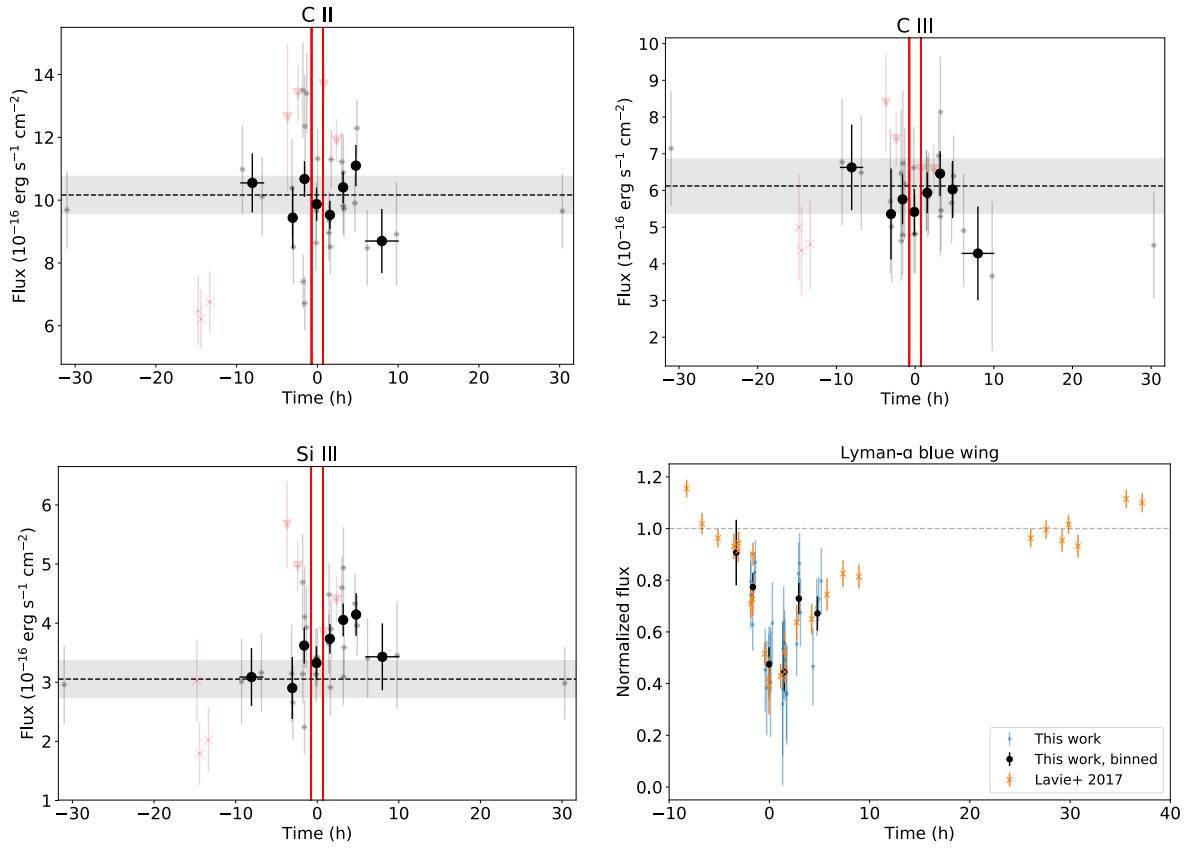 C II
Flux (10⁻¹⁶ erg s⁻¹ cm⁻²)
14
12
10
8
6
−30 −20 −10 0 10 20 30
Time (h)
C III
Flux (10⁻¹⁶ erg s⁻¹ cm⁻²)
10
9
8
7
6
5
4
3
2
−30 −20 −10 0 10 20 30
Time (h)
Si III
Flux (10⁻¹⁶ erg s⁻¹ cm⁻²)
6
5
4
3
2
1
−30 −20 −10 0 10 20 30
Time (h)
Lyman-α blue wing
Normalized flux
1.2
1.0
0.8
0.6
0.4
0.2
0.0
−10 0 10 20 30 40
Time (h)
This work
This work, binned
Lavie+ 2017